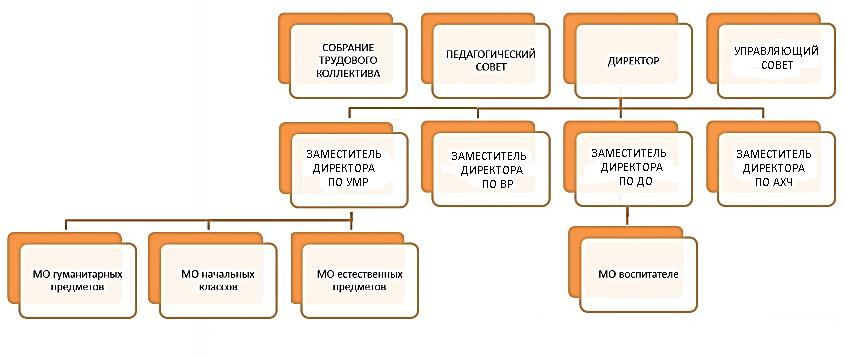 СОБРАНИЕ
ТРУДОВОГО
КОЛЛЕКТИВА
ПЕДАГОГИЧЕСКИЙ
СОВЕТ
ДИРЕКТОР
УПРАВЛЯЮЩИЙ
СОВЕТ
ЗАМЕСТИТЕЛЬ
ДИРЕКТОРА
ПО УМР
ЗАМЕСТИТЕЛЬ
ДИРЕКТОРА
ПО ВР
ЗАМЕСТИТЕЛЬ
ДИРЕКТОРА
ПО ДО
ЗАМЕСТИТЕЛЬ
ДИРЕКТОРА
ПО АХЧ
МО гуманитарных
предметов
МО начальных
классов
МО естественных
предметов
МО воспитателе